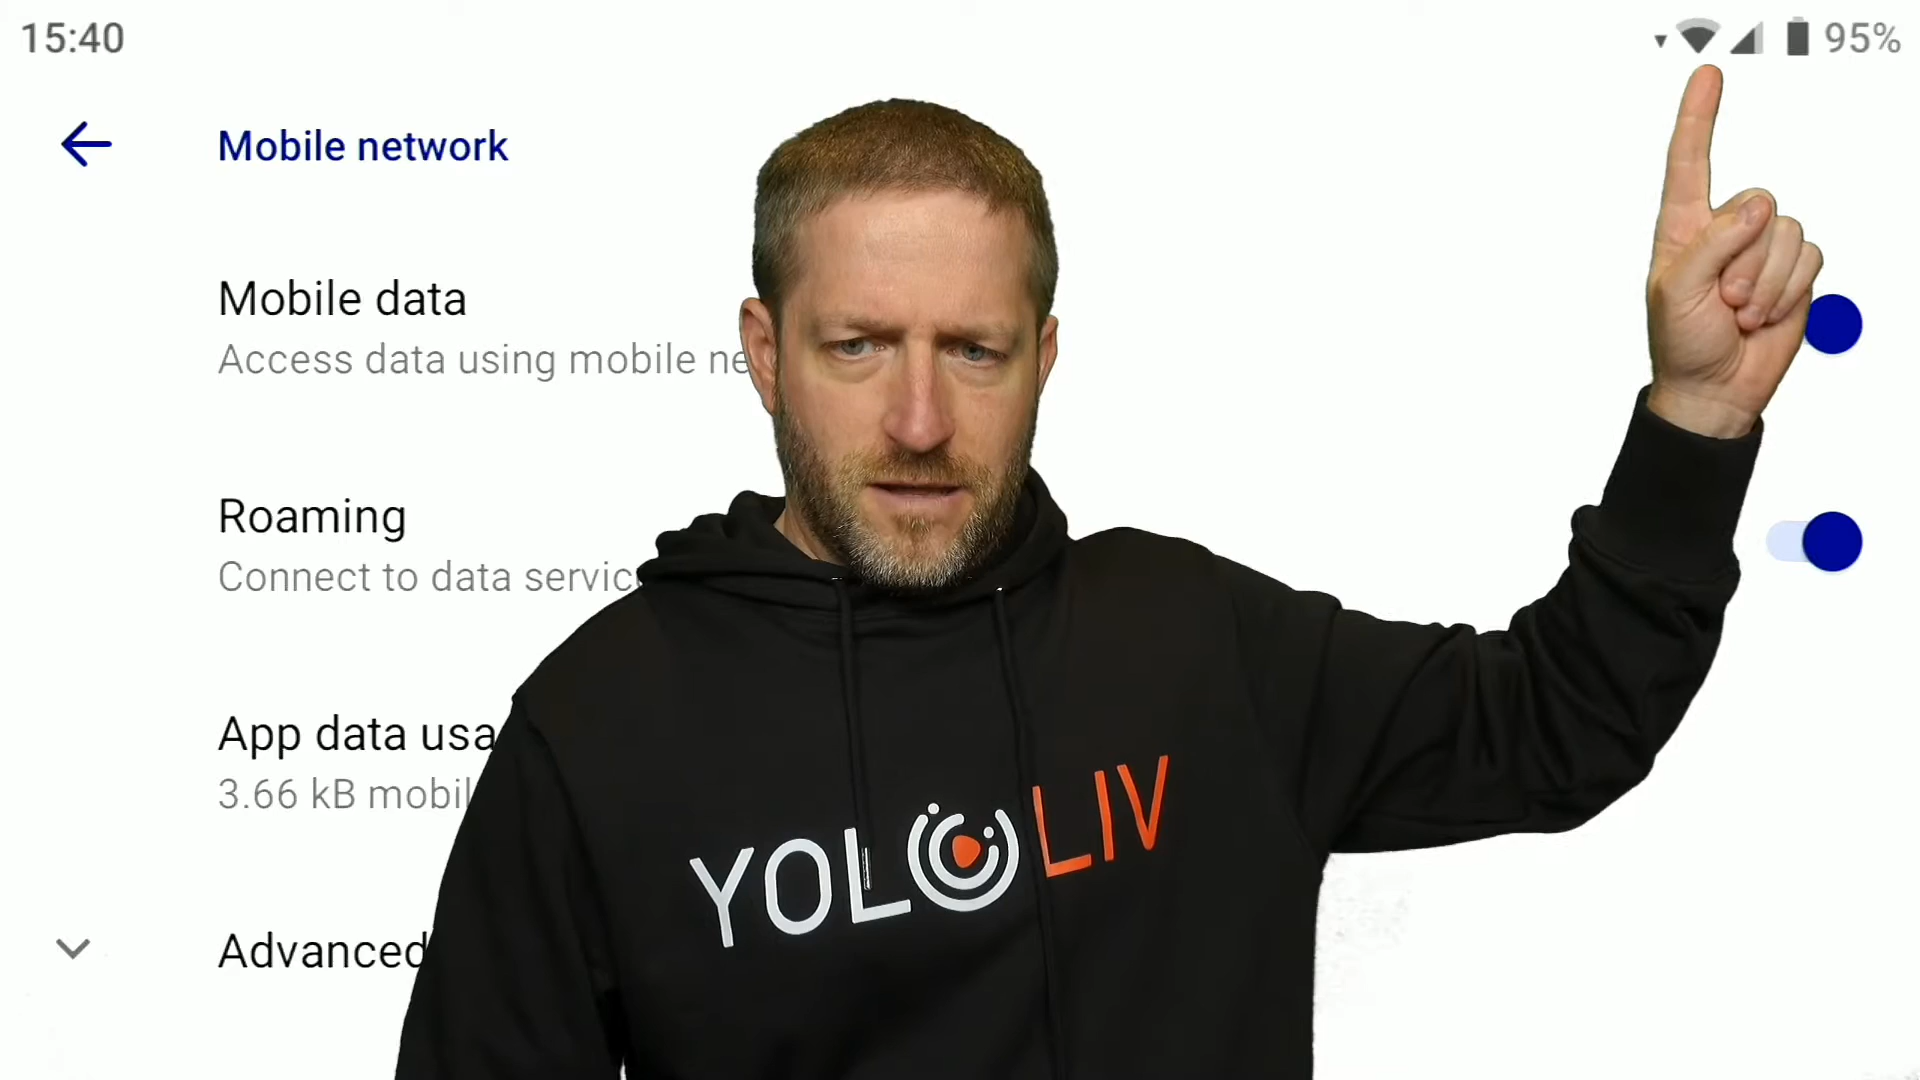 15:40
95%
Mobile network
Mobile data
Access data using mobile ne
Roaming
Connect to data servic
App data usa
3.66 kB mobil
Advanced
YOLOLIV